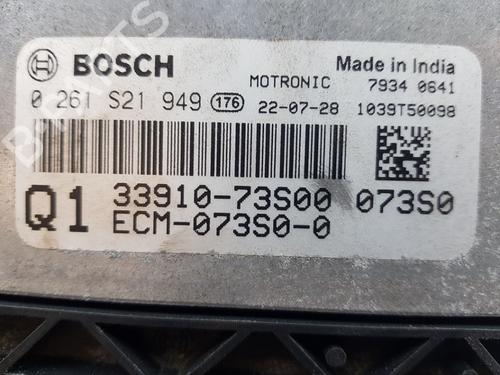 BOSCH
Made in India
MOTRONIC
7934 0641
0 261 S21 949 176 22-07-28 1039T50098
Q1 33910-73S00 073S0
ECM-073S0-0
B-PARTS